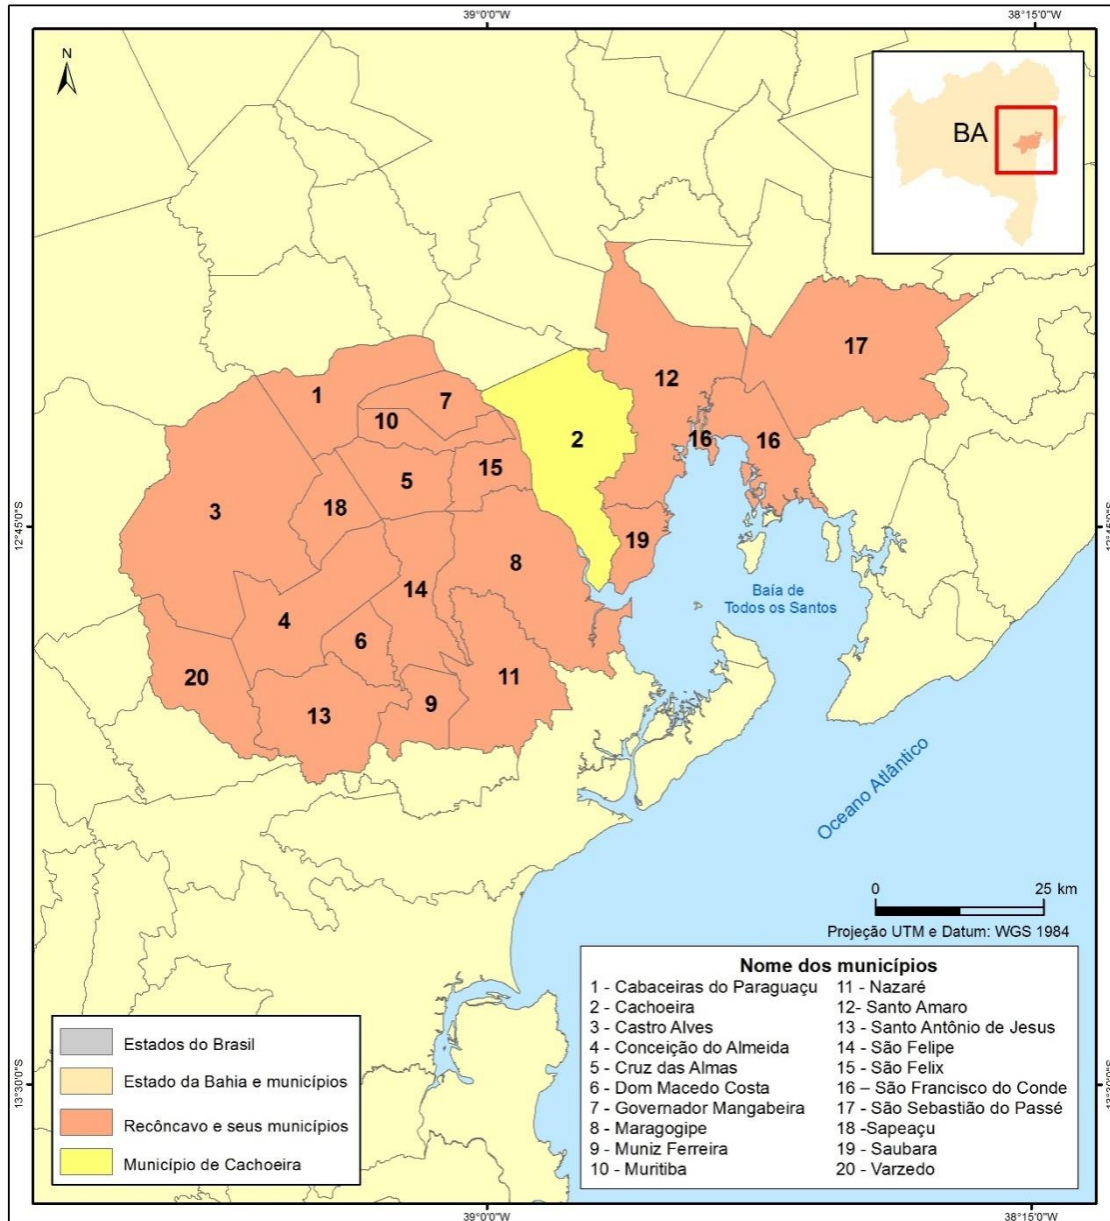 39°0'0"W
38°15'0"W
N
BA
1
7
17
12
10
2
16
16
15
5
3
18
19
8
14
Baía de
Todos os Santos
4
6
20
11
9
13
12°45'0"S
12°45'0"S
Oceano Atlântico
0 25 km
Projeção UTM e Datum: WGS 1984
Nome dos municípios
1 - Cabaceiras do Paraguaçu
2 - Cachoeira
3 - Castro Alves
4 - Conceição do Almeida
5 - Cruz das Almas
6 - Dom Macedo Costa
7 - Governador Mangabeira
8 - Maragogipe
9 - Muniz Ferreira
10 - Muritiba
11 - Nazaré
12- Santo Amaro
13 - Santo Antônio de Jesus
14 - São Felipe
15 - São Felix
16 – São Francisco do Conde
17 - São Sebastião do Passé
18 -Sapeaçu
19 - Saubara
20 - Varzedo
Estados do Brasil
Estado da Bahia e municípios
Recôncavo e seus municípios
Município de Cachoeira
13°30'0"S
13°30'0"S
39°0'0"W
38°15'0"W